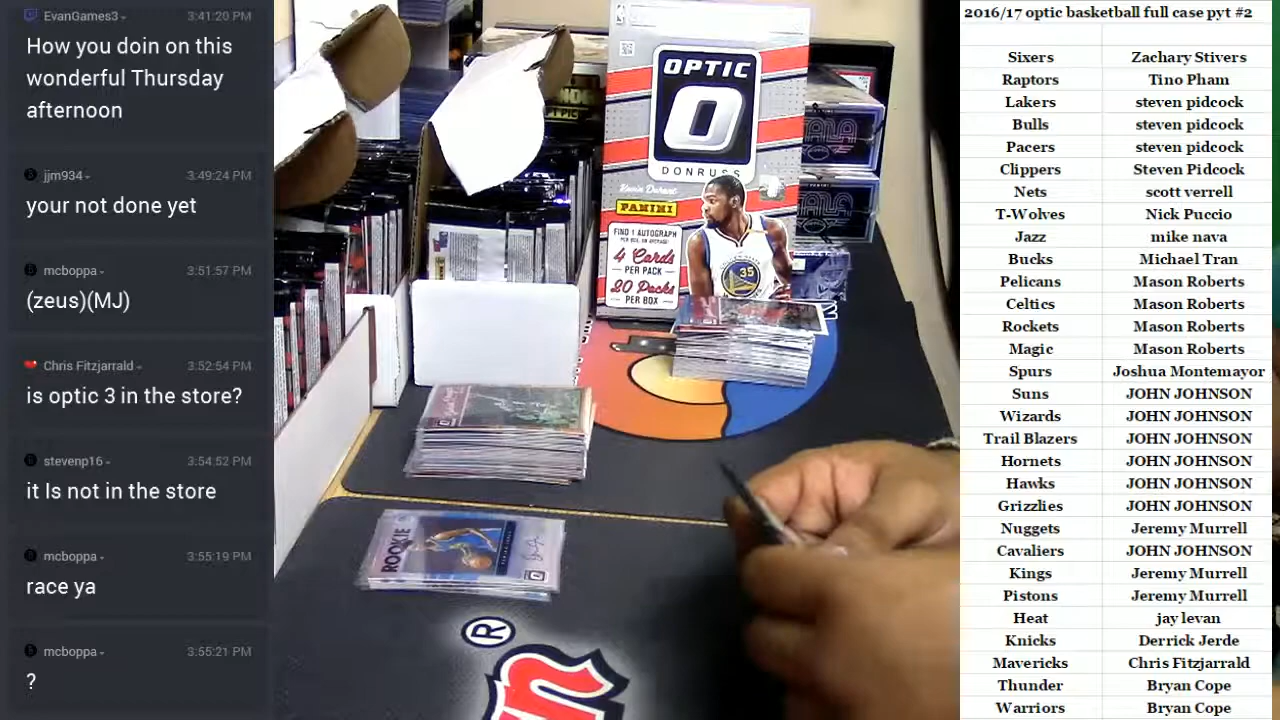 EvanGames3 3:41:20 PM
How you doin on this
wonderful Thursday
afternoon
jjm934 3:49:24 PM
your not done yet
mcboppa 3:51:57 PM
(zeus)(MJ)
Chris Fitzjarrald 3:52:54 PM
is optic 3 in the store?
stevenp16 3:54:52 PM
it Is not in the store
mcboppa 3:55:19 PM
race ya
mcboppa 3:55:21 PM
?
OPTIC
O
DONRUSS
Kevin Durant
PANINI
FIND 1 AUTOGRAPH
PER BOX, ON AVERAGE!
4 Cards
PER PACK
20 Packs
PER BOX
35
ROOKIE
®
2016/17 optic basketball full case pyt #2
Sixers Zachary Stivers
Raptors Tino Pham
Lakers steven pidcock
Bulls steven pidcock
Pacers steven pidcock
Clippers Steven Pidcock
Nets scott verrell
T-Wolves Nick Puccio
Jazz mike nava
Bucks Michael Tran
Pelicans Mason Roberts
Celtics Mason Roberts
Rockets Mason Roberts
Magic Mason Roberts
Spurs Joshua Montemayor
Suns JOHN JOHNSON
Wizards JOHN JOHNSON
Trail Blazers JOHN JOHNSON
Hornets JOHN JOHNSON
Hawks JOHN JOHNSON
Grizzlies JOHN JOHNSON
Nuggets Jeremy Murrell
Cavaliers JOHN JOHNSON
Kings Jeremy Murrell
Pistons Jeremy Murrell
Heat jay levan
Knicks Derrick Jerde
Mavericks Chris Fitzjarrald
Thunder Bryan Cope
Warriors Bryan Cope